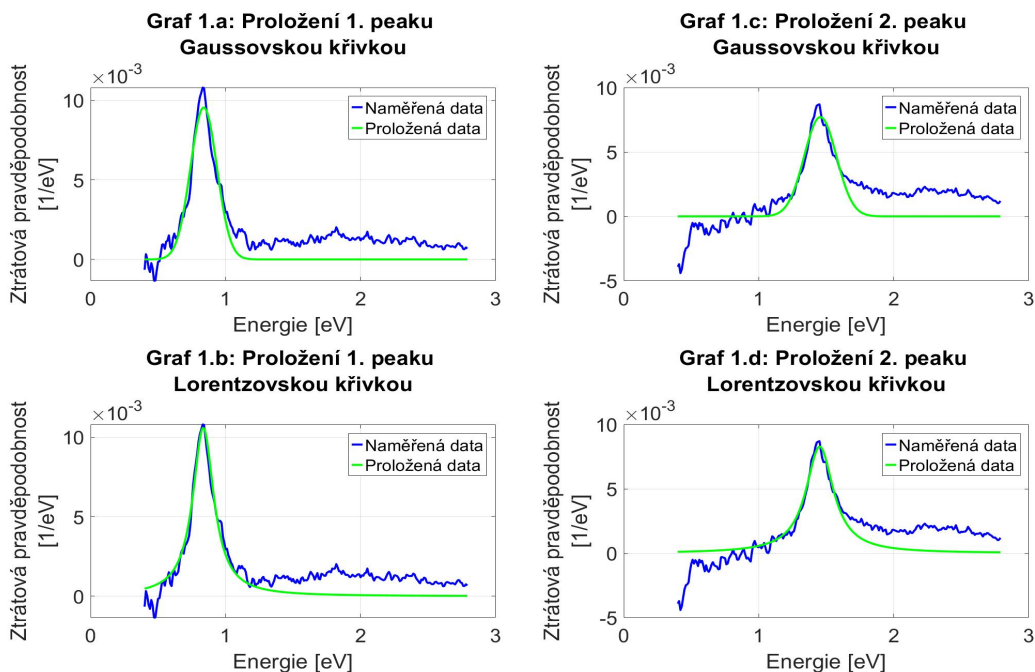 Graf 1.a: Proložení 1. peaku
Gaussovskou křivkou
×10⁻³
10
5
0
0
1
2
3
Ztrátová pravděpodobnost
[1/eV]
Energie [eV]
Naměřená data
Proložená data
Graf 1.c: Proložení 2. peaku
Gaussovskou křivkou
×10⁻³
10
5
0
-5
0
1
2
3
Ztrátová pravděpodobnost
[1/eV]
Energie [eV]
Naměřená data
Proložená data
Graf 1.b: Proložení 1. peaku
Lorentzovskou křivkou
×10⁻³
10
5
0
0
1
2
3
Ztrátová pravděpodobnost
[1/eV]
Energie [eV]
Naměřená data
Proložená data
Graf 1.d: Proložení 2. peaku
Lorentzovskou křivkou
×10⁻³
10
5
0
-5
0
1
2
3
Ztrátová pravděpodobnost
[1/eV]
Energie [eV]
Naměřená data
Proložená data